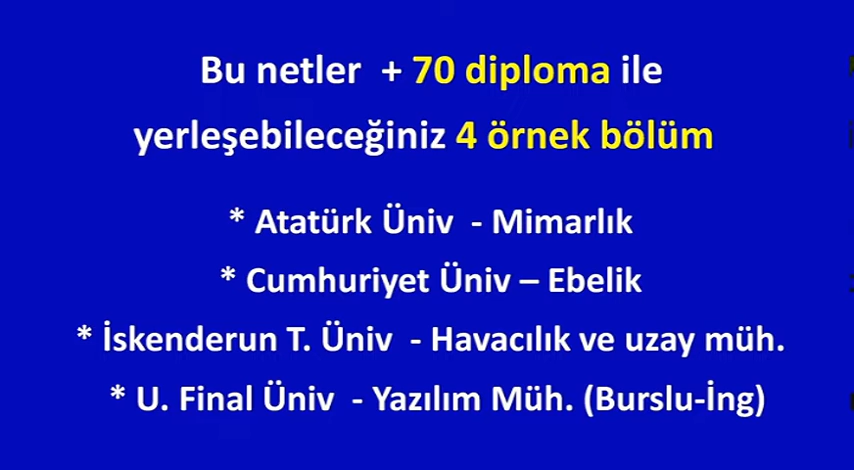 Bu netler + 70 diploma ile
yerleşebileceğiniz 4 örnek bölüm
* Atatürk Üniv - Mimarlık
* Cumhuriyet Üniv – Ebelik
* İskenderun T. Üniv - Havacılık ve uzay müh.
* U. Final Üniv - Yazılım Müh. (Burslu-İng)